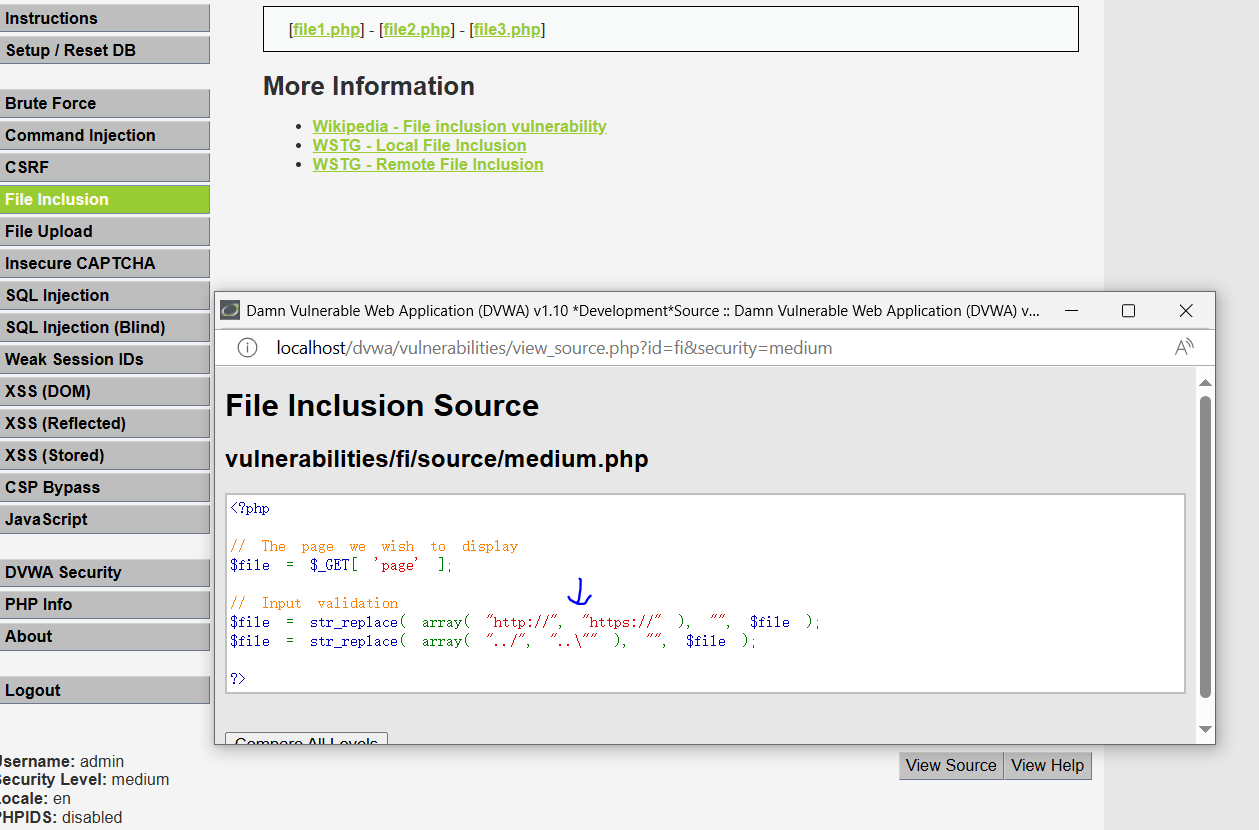 Instructions
Setup / Reset DB
Brute Force
Command Injection
CSRF
File Inclusion
File Upload
Insecure CAPTCHA
SQL Injection
SQL Injection (Blind)
Weak Session IDs
XSS (DOM)
XSS (Reflected)
XSS (Stored)
CSP Bypass
JavaScript
DVWA Security
PHP Info
About
Logout
Username: admin
Security Level: medium
Locale: en
PHPIDS: disabled
[file1.php] - [file2.php] - [file3.php]
More Information
• Wikipedia - File inclusion vulnerability
• WSTG - Local File Inclusion
• WSTG - Remote File Inclusion
Damn Vulnerable Web Application (DVWA) v1.10 *Development*Source :: Damn Vulnerable Web Application (DVWA) v...
localhost/dvwa/vulnerabilities/view_source.php?id=fi&security=medium
File Inclusion Source
vulnerabilities/fi/source/medium.php
<?php
// The page we wish to display
$file = $_GET[ 'page' ];
// Input validation
$file = str_replace( array( "http://", "https://" ), "", $file );
$file = str_replace( array( "../", "..\"" ), "", $file );
?>
Compare All Levels
View Source View Help